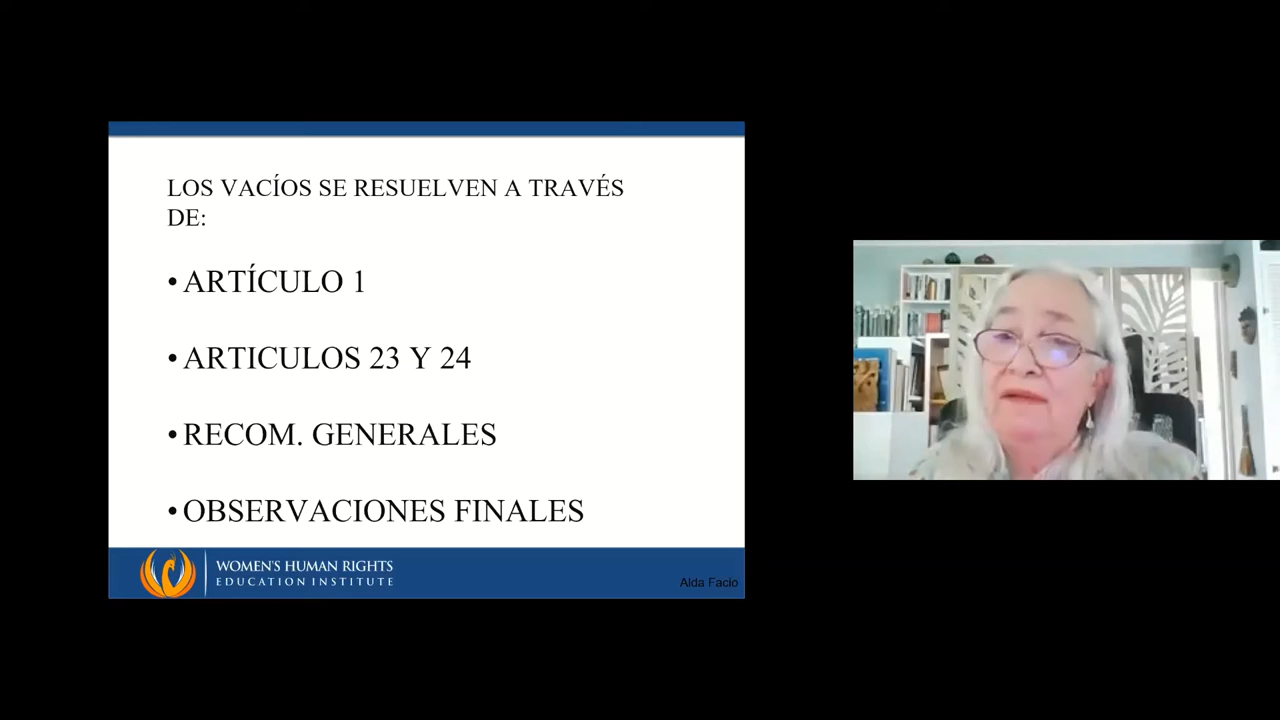 LOS VACÍOS SE RESUELVEN A TRAVÉS
DE:
• ARTÍCULO 1
• ARTICULOS 23 Y 24
• RECOM. GENERALES
• OBSERVACIONES FINALES
WOMEN'S HUMAN RIGHTS
EDUCATION INSTITUTE
Alda Facio